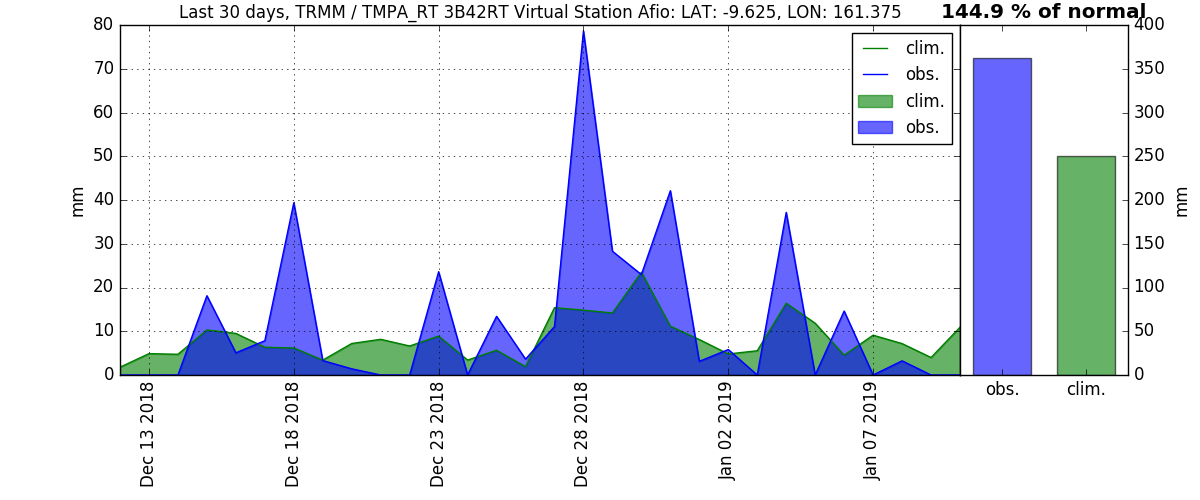 Last 30 days, TRMM / TMPA_RT 3B42RT Virtual Station Afio: LAT: -9.625, LON: 161.375
144.9 % of normal
80
70
60
50
40
30
20
10
0
mm
clim.
obs.
clim.
obs.
400
350
300
250
200
150
100
50
0
mm
obs.
clim.
Dec 13 2018
Dec 18 2018
Dec 23 2018
Dec 28 2018
Jan 02 2019
Jan 07 2019